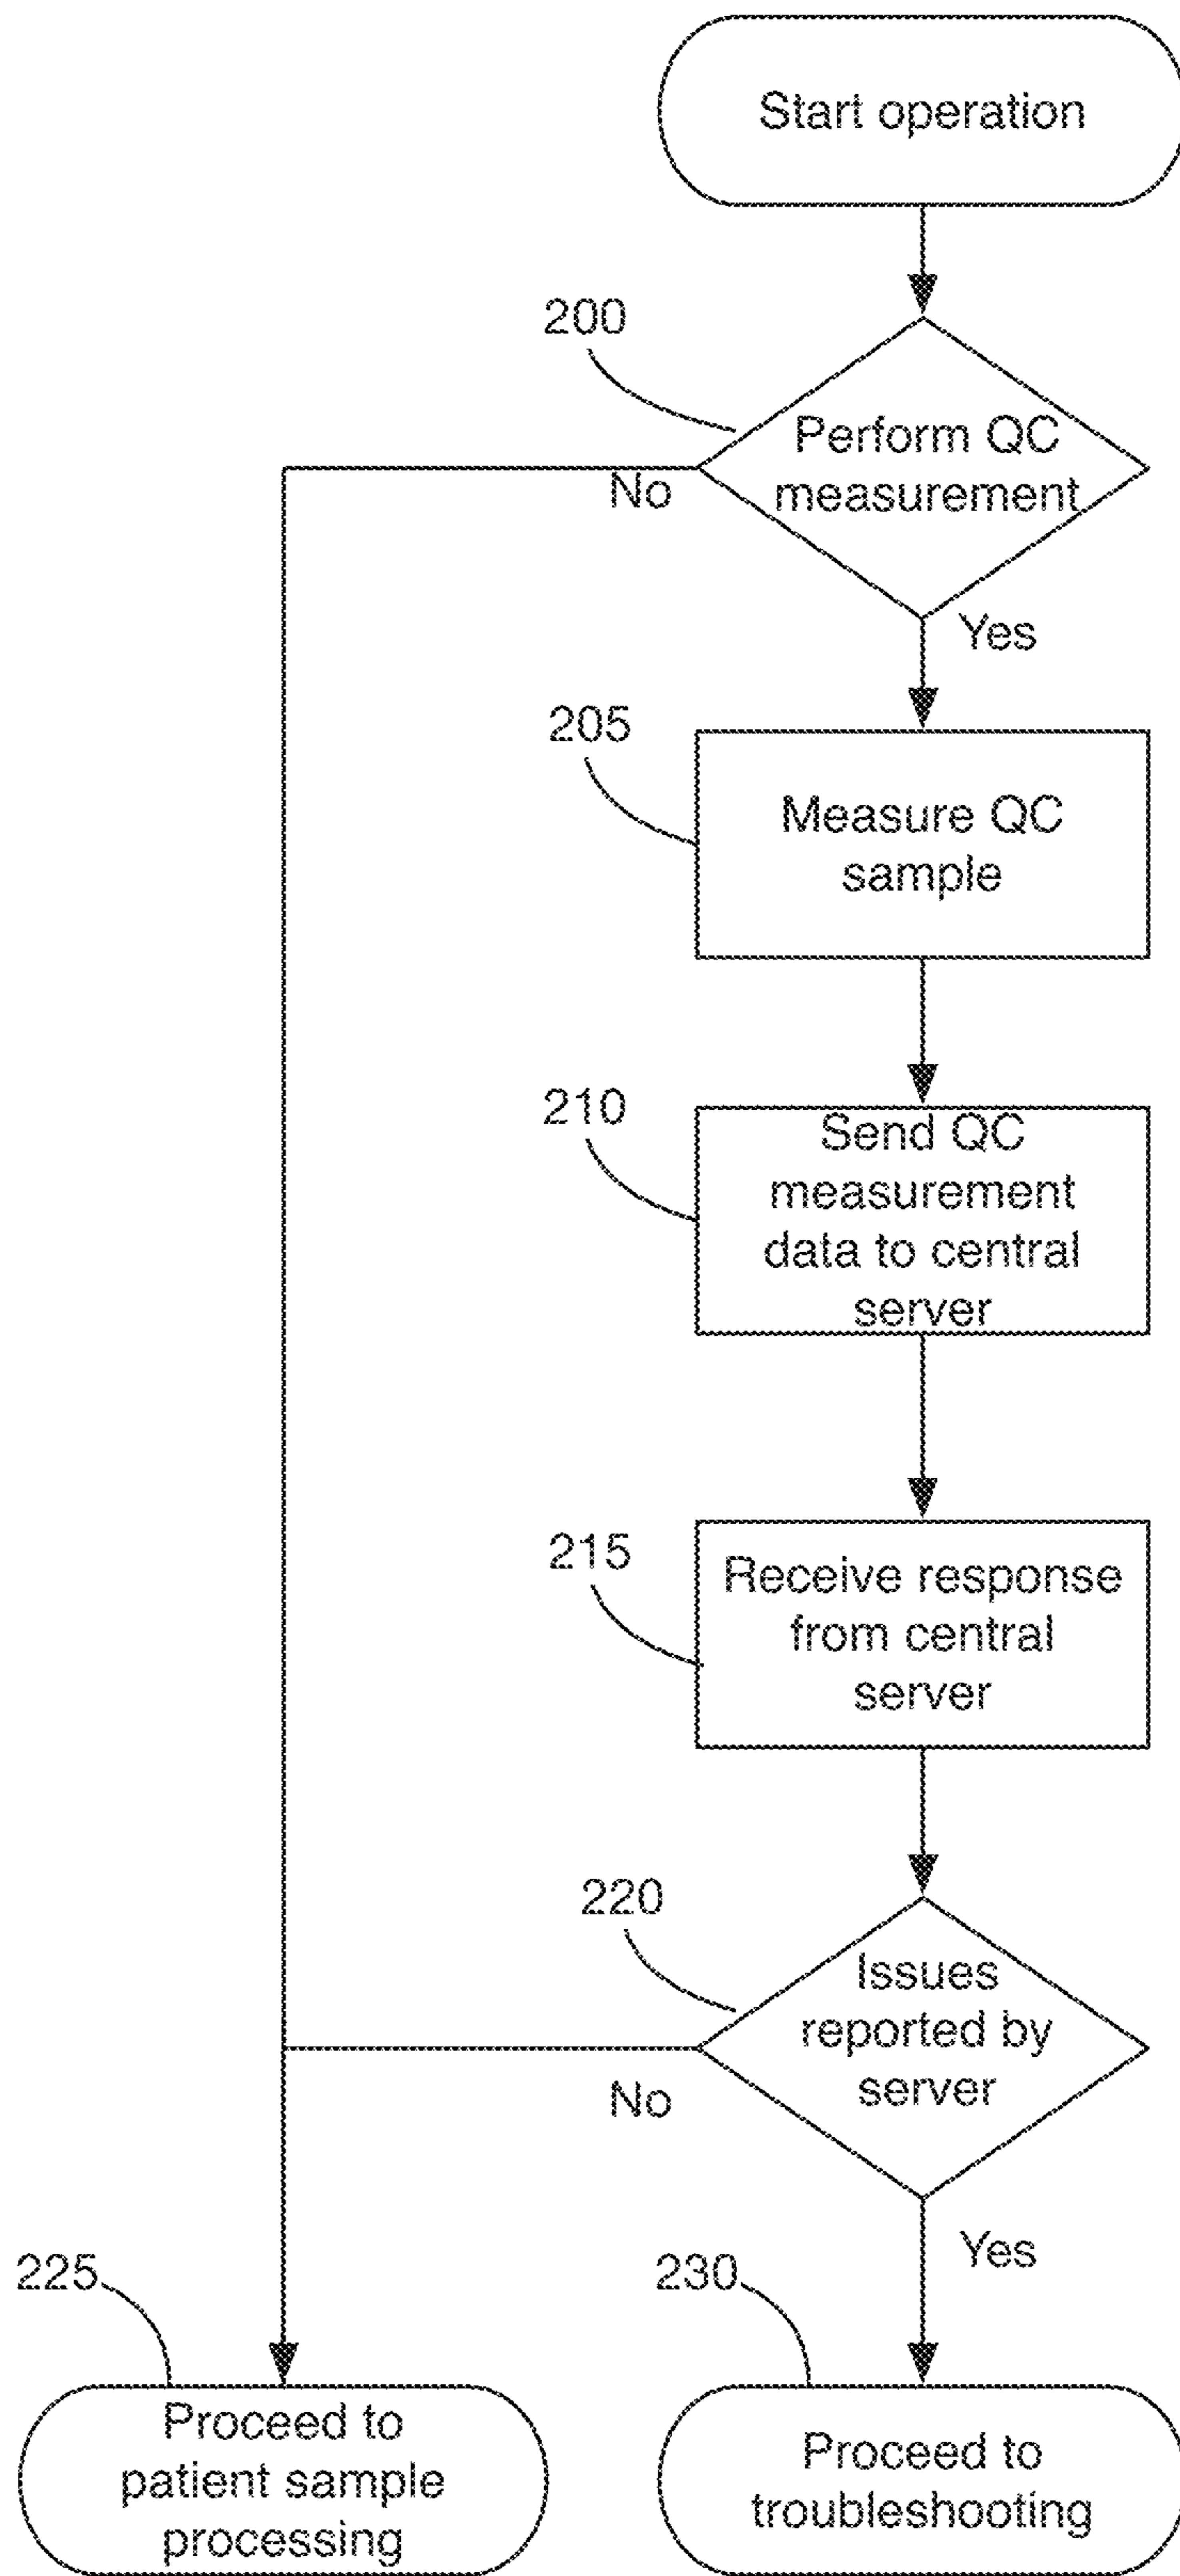 Start operation
200
Perform QC
measurement
No
Yes
205
Measure QC
sample
210
Send QC
measurement
data to central
server
215
Receive response
from central
server
220
Issues
reported by
server
No
Yes
225
230
Proceed to
patient sample
processing
Proceed to
troubleshooting